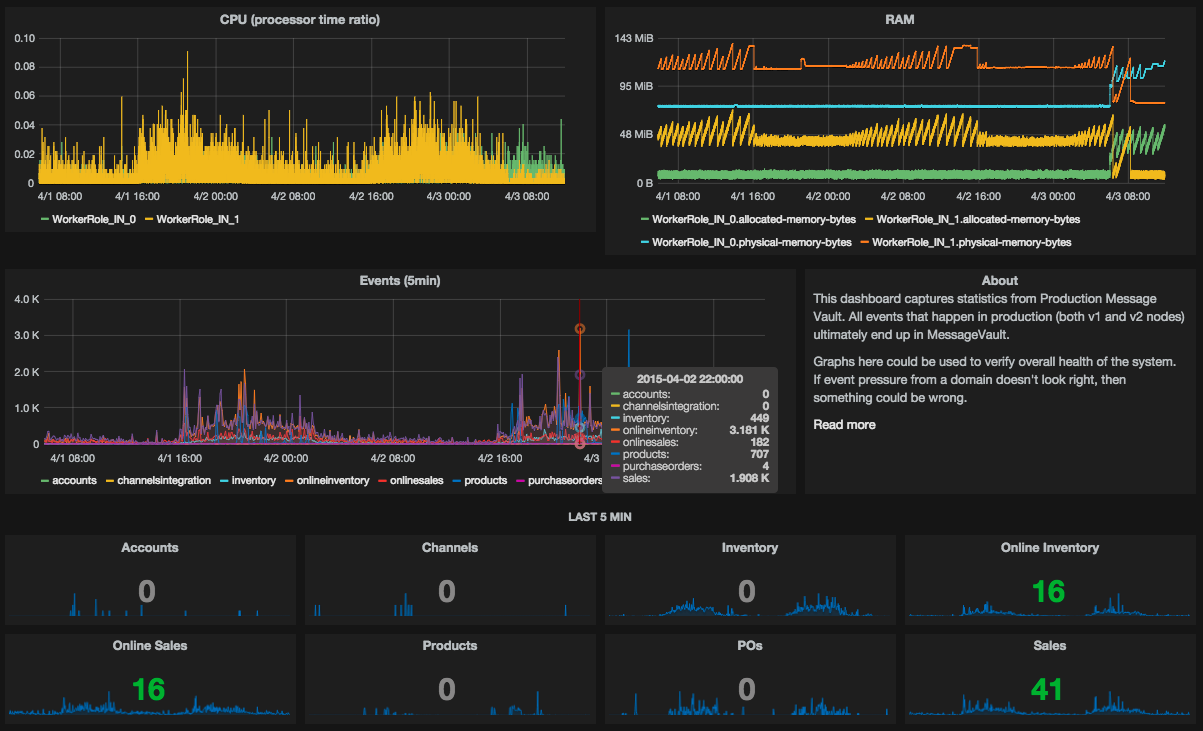 CPU (processor time ratio)
0.10
0.08
0.06
0.04
0.02
0
4/1 08:00 4/1 16:00 4/2 00:00 4/2 08:00 4/2 16:00 4/3 00:00 4/3 08:00
WorkerRole_IN_0 WorkerRole_IN_1
RAM
143 MiB
95 MiB
48 MiB
0 B
4/1 08:00 4/1 16:00 4/2 00:00 4/2 08:00 4/2 16:00 4/3 00:00 4/3 08:00
WorkerRole_IN_0.allocated-memory-bytes WorkerRole_IN_1.allocated-memory-bytes
WorkerRole_IN_0.physical-memory-bytes WorkerRole_IN_1.physical-memory-bytes
Events (5min)
4.0 K
3.0 K
2.0 K
1.0 K
0
4/1 08:00 4/1 16:00 4/2 00:00 4/2 08:00 4/2 16:00 4/3
accounts channelsintegration inventory onlineinventory onlinesales products purchaseorders
2015-04-02 22:00:00
accounts: 0
channelsintegration: 0
inventory: 449
onlineinventory: 3.181 K
onlinesales: 182
products: 707
purchaseorders: 4
sales: 1.908 K
About
This dashboard captures statistics from Production Message
Vault. All events that happen in production (both v1 and v2 nodes)
ultimately end up in MessageVault.
Graphs here could be used to verify overall health of the system.
If event pressure from a domain doesn't look right, then
something could be wrong.
Read more
LAST 5 MIN
Accounts
0
Channels
0
Inventory
0
Online Inventory
16
Online Sales
16
Products
0
POs
0
Sales
41